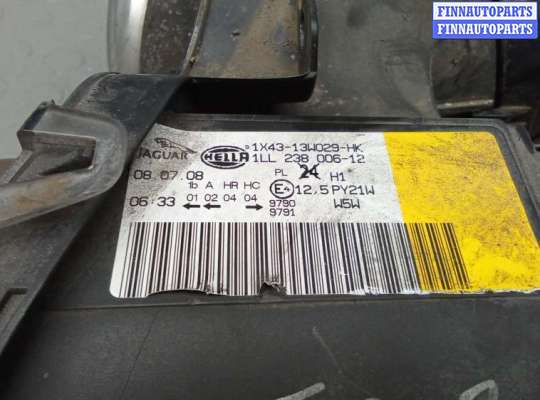 FINNAUTOPARTS
FINNAUTOPARTS
JAGUAR HELLA 1X43-13W029-HK
1LL 238 006-12
08.07.08 PL 24 H1
1b A HR HC E4 12.5 PY21W
06:33 01 02 04 04 9790 W5W
9791